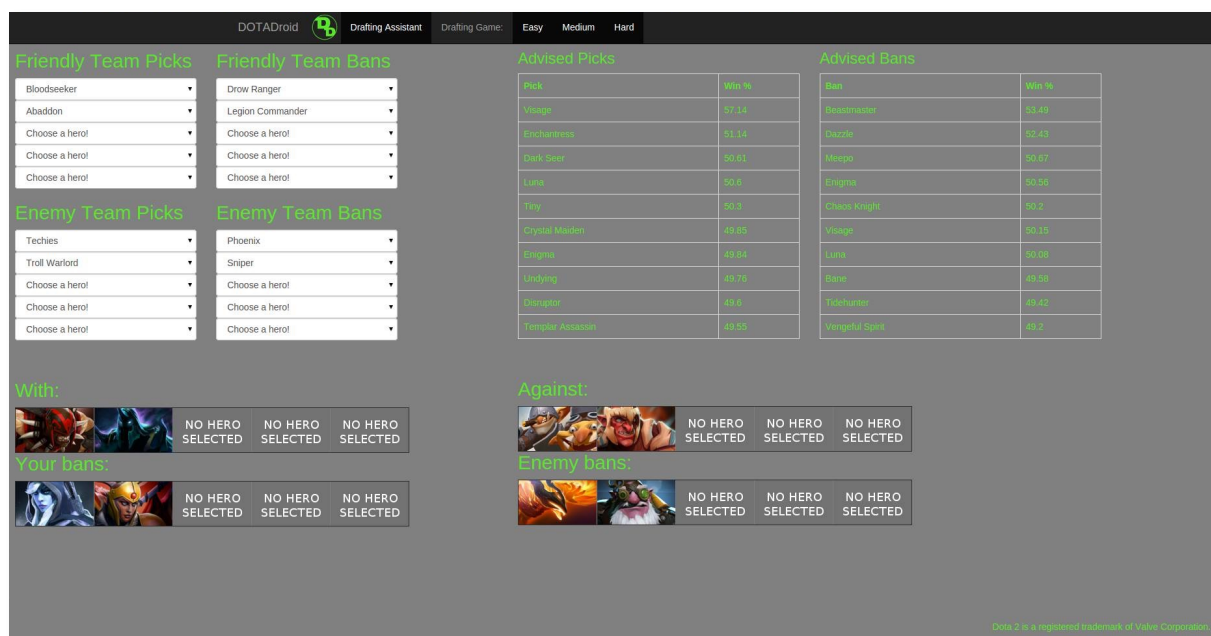 DOTADroid Drafting Assistant Drafting Game: Easy Medium Hard
Friendly Team Picks
Bloodseeker
Abaddon
Choose a hero!
Choose a hero!
Choose a hero!
Friendly Team Bans
Drow Ranger
Legion Commander
Choose a hero!
Choose a hero!
Choose a hero!
Enemy Team Picks
Techies
Troll Warlord
Choose a hero!
Choose a hero!
Choose a hero!
Enemy Team Bans
Phoenix
Sniper
Choose a hero!
Choose a hero!
Choose a hero!
Advised Picks
Pick Win %
Visage 57.14
Enchantress 51.14
Dark Seer 50.61
Luna 50.6
Tiny 50.3
Crystal Maiden 49.85
Enigma 49.84
Undying 49.76
Disruptor 49.6
Templar Assassin 49.55
Advised Bans
Ban Win %
Beastmaster 53.49
Dazzle 52.43
Meepo 50.67
Enigma 50.56
Chaos Knight 50.2
Visage 50.15
Luna 50.08
Bane 49.58
Tidehunter 49.42
Vengeful Spirit 49.2
With:
NO HERO SELECTED
NO HERO SELECTED
NO HERO SELECTED
Your bans:
NO HERO SELECTED
NO HERO SELECTED
NO HERO SELECTED
Against:
NO HERO SELECTED
NO HERO SELECTED
NO HERO SELECTED
Enemy bans:
NO HERO SELECTED
NO HERO SELECTED
NO HERO SELECTED
Dota 2 is a registered trademark of Valve Corporation